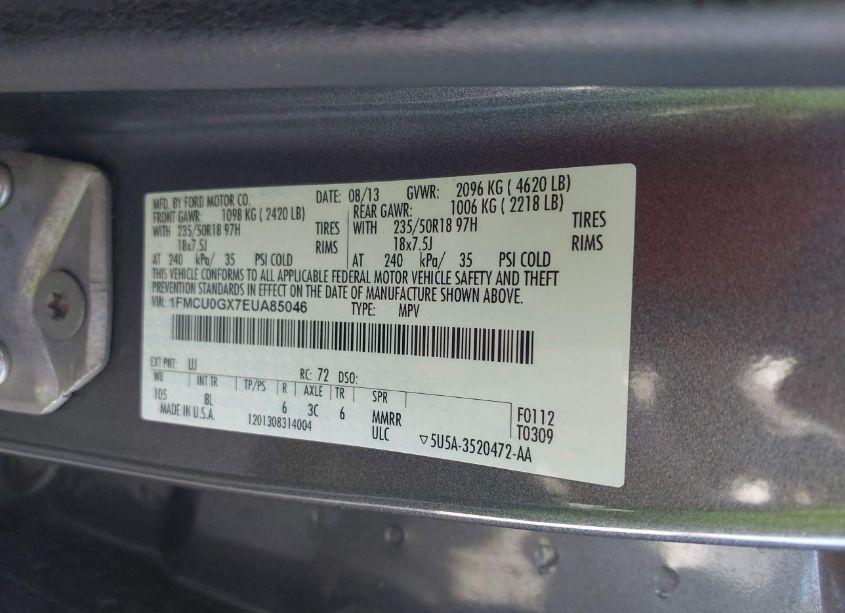 MFD. BY FORD MOTOR CO. DATE: 08/13 GVWR: 2096 KG ( 4620 LB)
FRONT GAWR: 1098 KG ( 2420 LB) REAR GAWR: 1006 KG ( 2218 LB)
WITH 235/50R18 97H TIRES WITH 235/50R18 97H TIRES
18x7.5J RIMS 18x7.5J RIMS
AT 240 kPa/ 35 PSI COLD AT 240 kPa/ 35 PSI COLD
THIS VEHICLE CONFORMS TO ALL APPLICABLE FEDERAL MOTOR VEHICLE SAFETY AND THEFT
PREVENTION STANDARDS IN EFFECT ON THE DATE OF MANUFACTURE SHOWN ABOVE.
VIN: 1FMCU0GX7EUA85046 TYPE: MPV
EXT PNT: UJ RC: 72 DSO:
WB INT TR TP/PS R AXLE TR SPR
105 BL 6 3C 6 MMRR F0112
MADE IN U.S.A. 1201308314004 ULC ▽5U5A-3520472-AA T0309